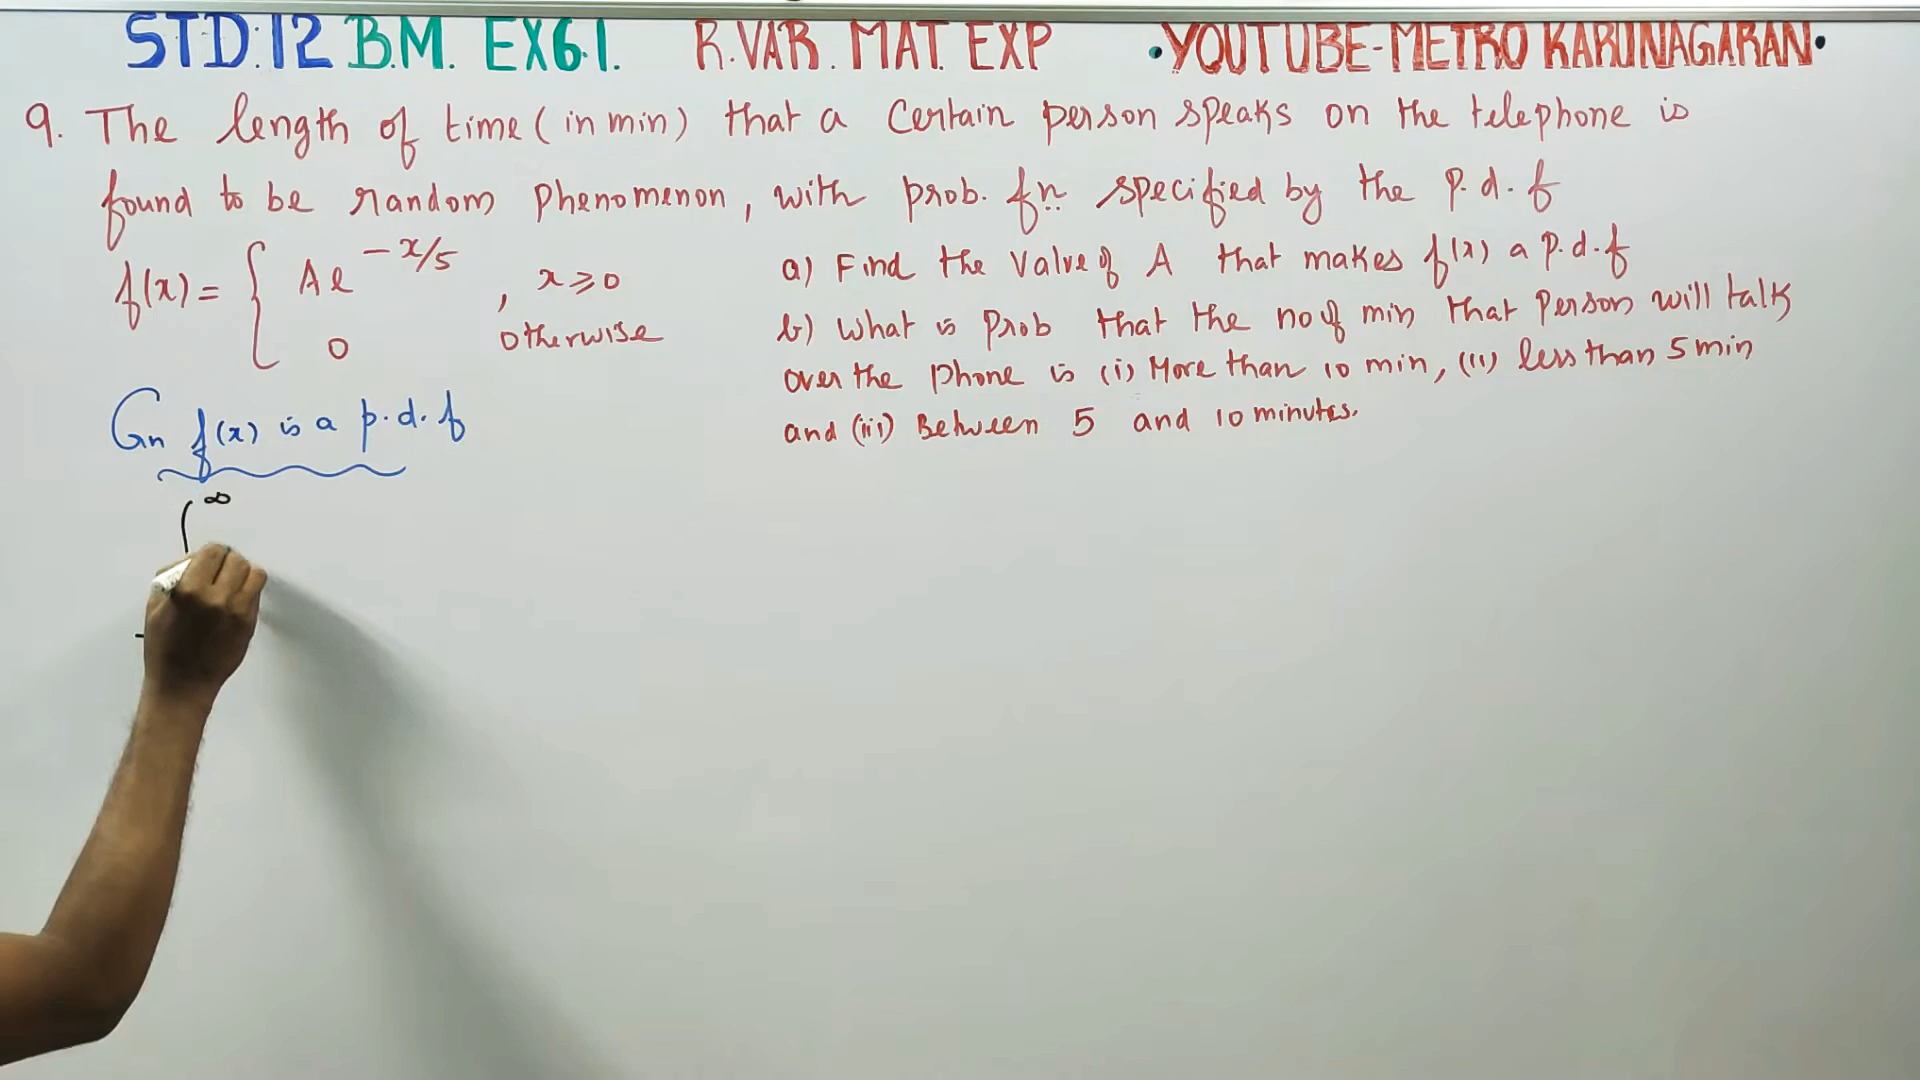 STD:12 B.M. EX6.1. R.VAR. MAT. EXP •YOUTUBE-METRO KARUNAGARAN•
9. The length of time (in min) that a certain person speaks on the telephone is
found to be random phenomenon, with prob. fn specified by the p.d.f
f(x) = { Ae^{-x/5} , x ≥ 0
0 otherwise
a) Find the value of A that makes f(x) a p.d.f
b) What is Prob that the no of min that Person will talk
over the phone is (i) More than 10 min, (ii) less than 5 min
and (iii) Between 5 and 10 minutes.
Gn f(x) is a p.d.f
∫^∞
-